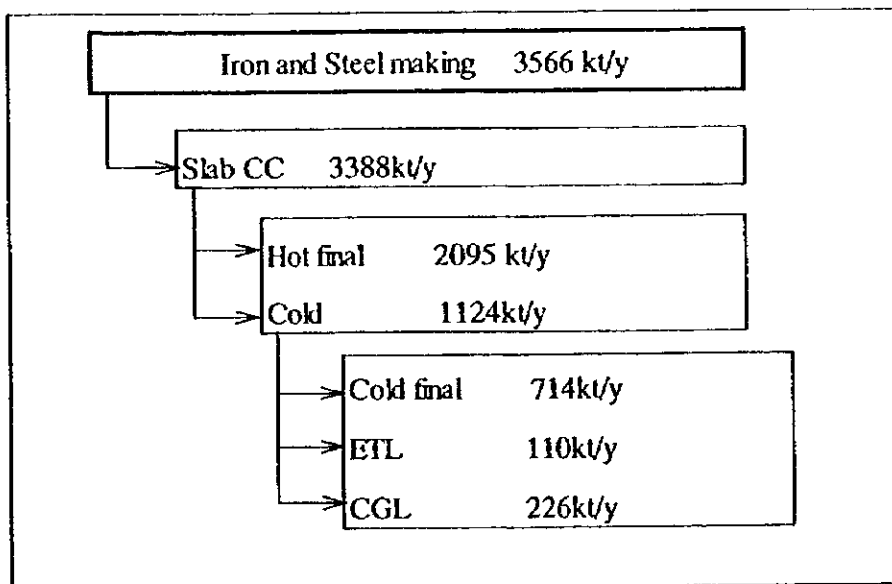 Iron and Steel making 3566 kt/y
Slab CC 3388kt/y
Hot final 2095 kt/y
Cold 1124kt/y
Cold final 714kt/y
ETL 110kt/y
CGL 226kt/y